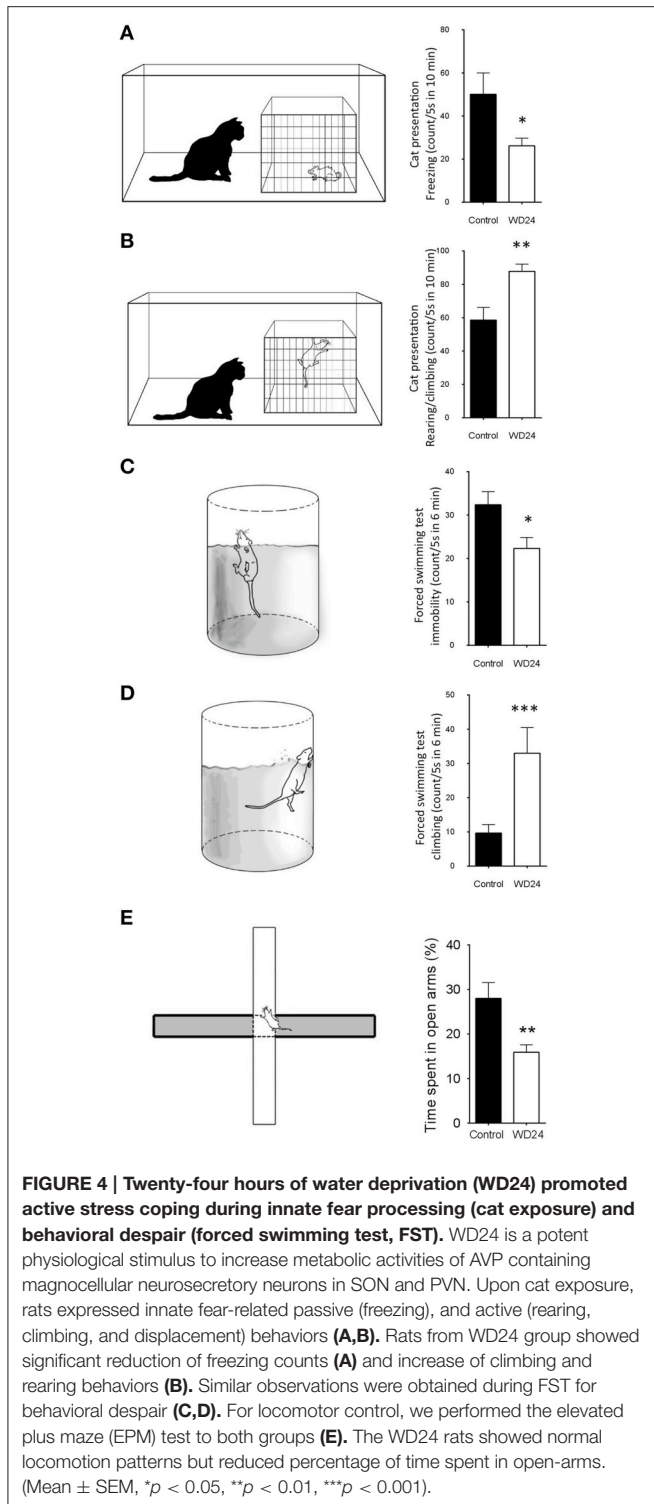 A
80
60
40
20
0
Cat presentation
Freezing (count/5s in 10 min)
*
Control WD24
B
100
80
60
40
20
0
Cat presentation
Rearing/climbing (count/5s in 10 min)
**
Control WD24
C
40
30
20
10
0
Forced swimming test
immobility (count/5s in 6 min)
*
Control WD24
D
50
40
30
20
10
0
Forced swimming test
climbing (count/5s in 6 min)
***
Control WD24
E
40
30
20
10
0
Time spent in open arms (%)
**
Control WD24
FIGURE 4 | Twenty-four hours of water deprivation (WD24) promoted
active stress coping during innate fear processing (cat exposure) and
behavioral despair (forced swimming test, FST). WD24 is a potent
physiological stimulus to increase metabolic activities of AVP containing
magnocellular neurosecretory neurons in SON and PVN. Upon cat exposure,
rats expressed innate fear-related passive (freezing), and active (rearing,
climbing, and displacement) behaviors (A,B). Rats from WD24 group showed
significant reduction of freezing counts (A) and increase of climbing and
rearing behaviors (B). Similar observations were obtained during FST for
behavioral despair (C,D). For locomotor control, we performed the elevated
plus maze (EPM) test to both groups (E). The WD24 rats showed normal
locomotion patterns but reduced percentage of time spent in open-arms.
(Mean ± SEM, *p < 0.05, **p < 0.01, ***p < 0.001).